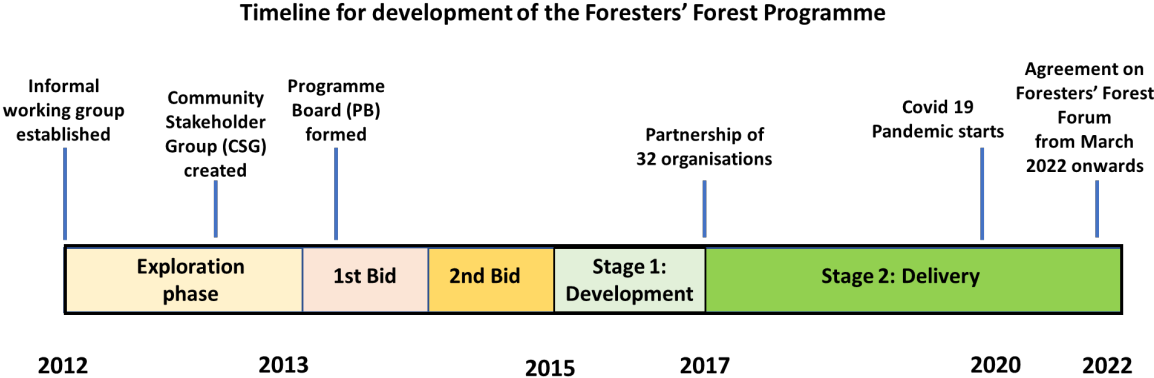 Timeline for development of the Foresters’ Forest Programme
Informal
working group
established
Community
Stakeholder
Group (CSG)
created
Programme
Board (PB)
formed
Partnership of
32 organisations
Covid 19
Pandemic starts
Agreement on
Foresters’ Forest
Forum
from March
2022 onwards
Exploration
phase
1st Bid
2nd Bid
Stage 1:
Development
Stage 2: Delivery
2012
2013
2015
2017
2020
2022